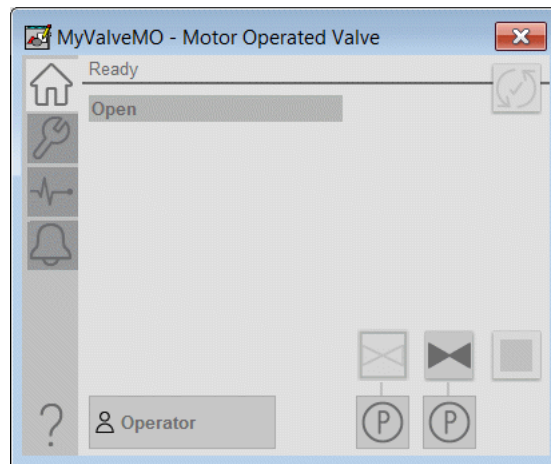 MyValveMO - Motor Operated Valve
Ready
Open
?
Operator
P
P